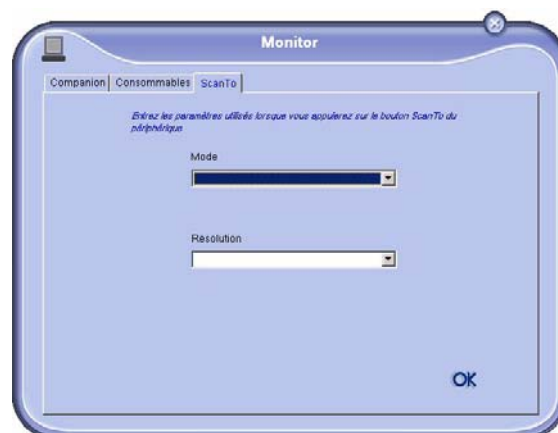 Monitor
Companion Consommables ScanTo
Entrez les paramètres utilisés lorsque vous appuierez sur le bouton ScanTo du
périphérique
Mode
Résolution
OK